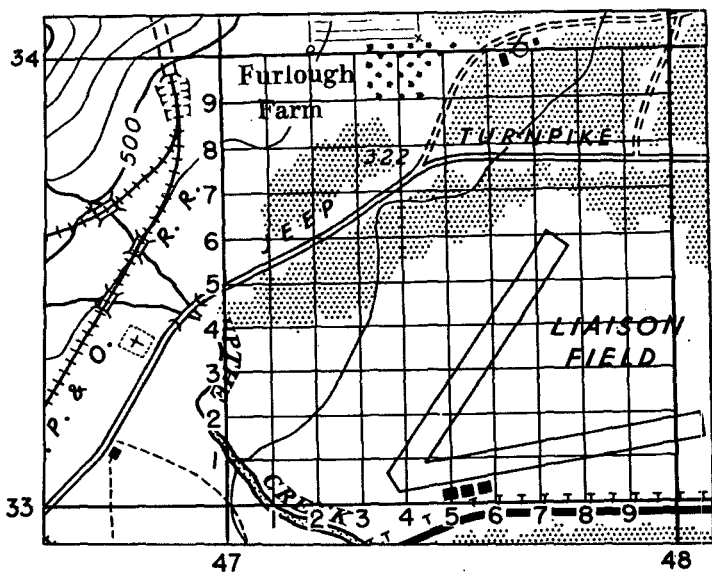 34
Furlough
Farm
9
500
TURNPIKE
8
322
7
R. R.
JEEP
6
5
4
LIAISON
FIELD
P. & O.
3
2
1
CREEK
33
1 2 3 4 5 6 7 8 9
47
48